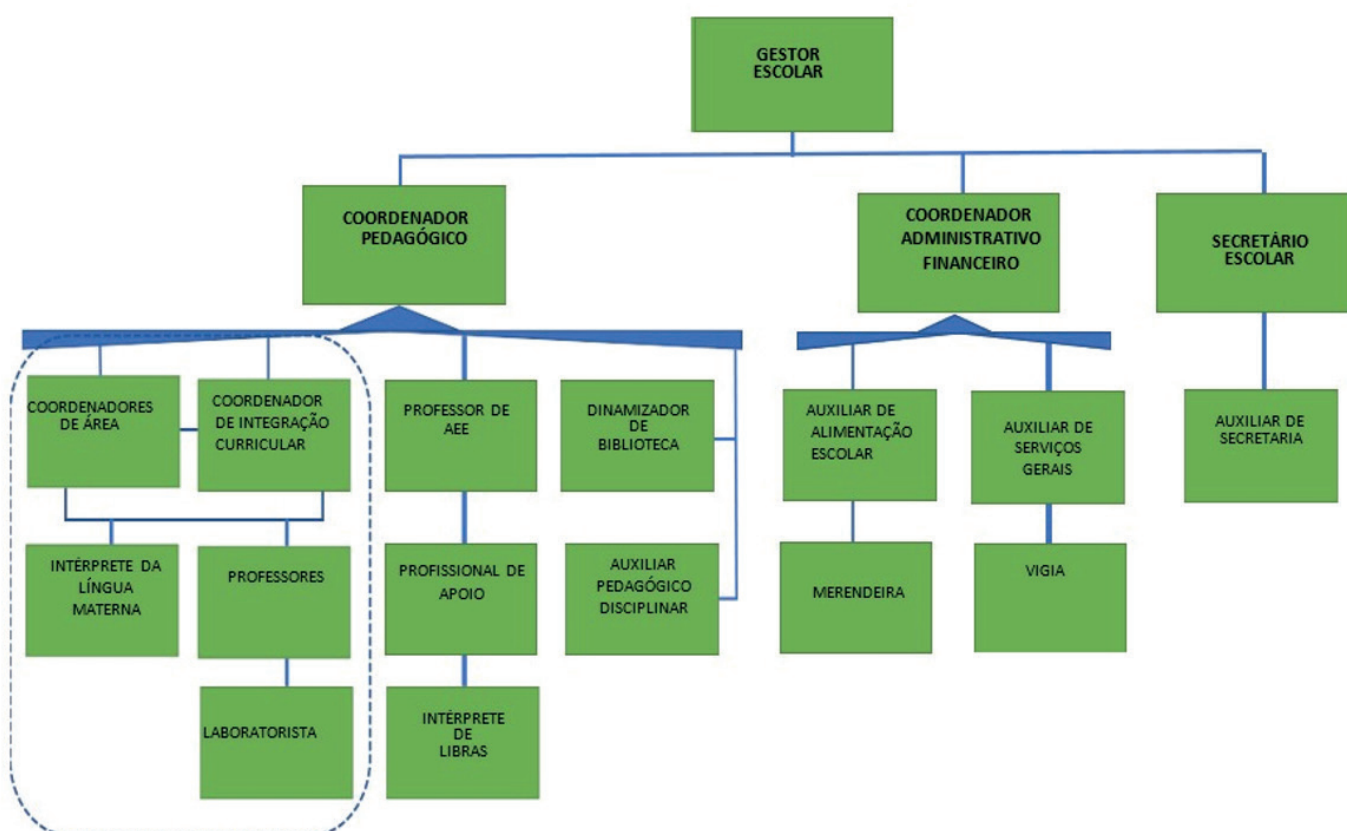 GESTOR
ESCOLAR
COORDENADOR
PEDAGÓGICO
COORDENADOR
ADMINISTRATIVO
FINANCEIRO
SECRETÁRIO
ESCOLAR
COORDENADORES
DE ÁREA
COORDENADOR
DE INTEGRAÇÃO
CURRICULAR
PROFESSOR DE
AEE
DINAMIZADOR
DE
BIBLIOTECA
AUXILIAR DE
ALIMENTAÇÃO
ESCOLAR
AUXILIAR DE
SERVIÇOS
GERAIS
AUXILIAR DE
SECRETARIA
INTÉRPRETE DA
LÍNGUA
MATERNA
PROFESSORES
PROFISSIONAL DE
APOIO
AUXILIAR
PEDAGÓGICO
DISCIPLINAR
MERENDEIRA
VIGIA
LABORATORISTA
INTÉRPRETE
DE
LIBRAS